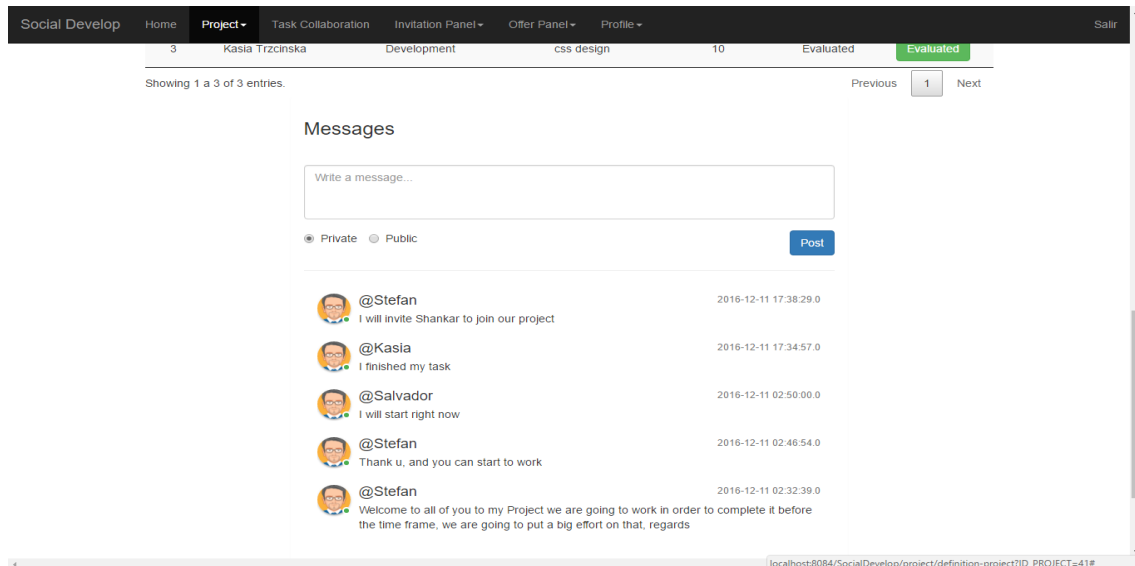 Social Develop Home Project Task Collaboration Invitation Panel Offer Panel Profile Salir
3 Kasia Trzcinska Development css design 10 Evaluated Evaluated
Showing 1 a 3 of 3 entries. Previous 1 Next
Messages
Write a message...
Private Public Post
@Stefan 2016-12-11 17:38:29.0
I will invite Shankar to join our project
@Kasia 2016-12-11 17:34:57.0
I finished my task
@Salvador 2016-12-11 02:50:00.0
I will start right now
@Stefan 2016-12-11 02:46:54.0
Thank u, and you can start to work
@Stefan 2016-12-11 02:32:39.0
Welcome to all of you to my Project we are going to work in order to complete it before
the time frame, we are going to put a big effort on that, regards
localhost:8084/SocialDevelop/project/definition-project?ID_PROJECT=41#